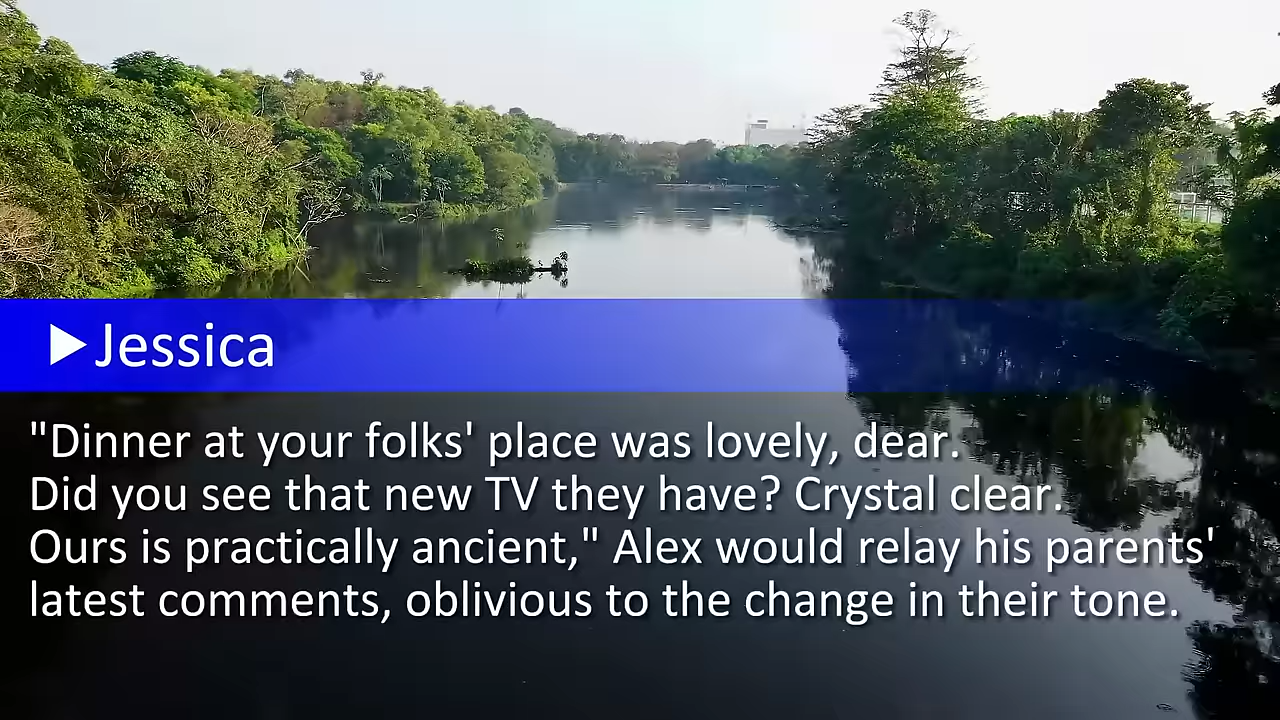 ▶Jessica
"Dinner at your folks' place was lovely, dear.
Did you see that new TV they have? Crystal clear.
Ours is practically ancient," Alex would relay his parents'
latest comments, oblivious to the change in their tone.